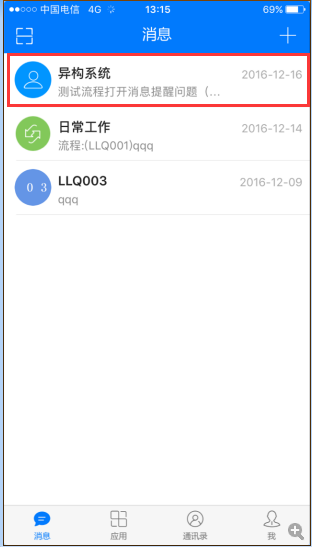 中国电信 4G 13:15 69%
消息
异构系统 2016-12-16
测试流程打开消息提醒问题（...
日常工作 2016-12-14
流程:(LLQ001)qqq
03 LLQ003 2016-12-09
qqq
消息 应用 通讯录 我